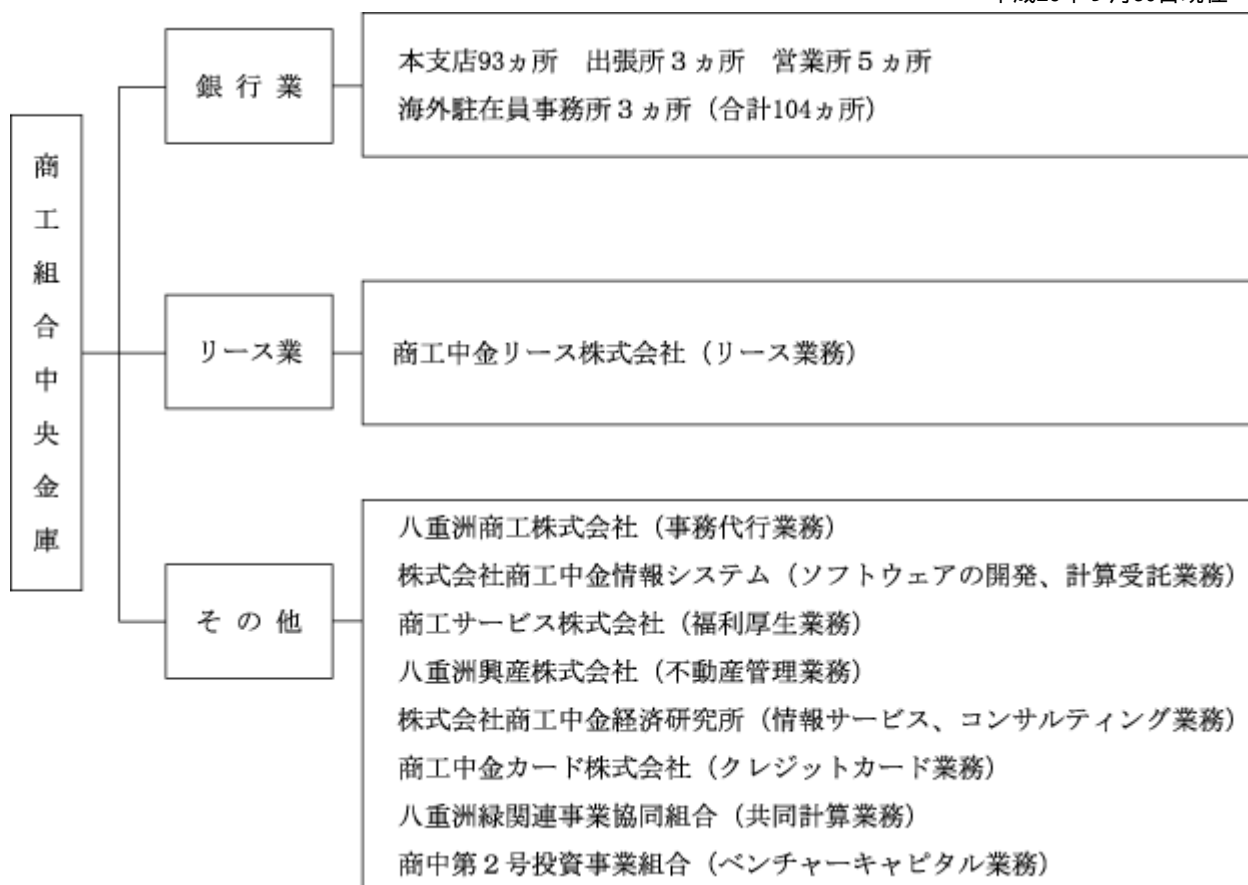 商工組合中央金庫
銀行業
本支店93ヵ所　出張所３ヵ所　営業所５ヵ所
海外駐在員事務所３ヵ所（合計104ヵ所）
リース業
商工中金リース株式会社（リース業務）
その他
八重洲商工株式会社（事務代行業務）
株式会社商工中金情報システム（ソフトウェアの開発、計算受託業務）
商工サービス株式会社（福利厚生業務）
八重洲興産株式会社（不動産管理業務）
株式会社商工中金経済研究所（情報サービス、コンサルティング業務）
商工中金カード株式会社（クレジットカード業務）
八重洲緑関連事業協同組合（共同計算業務）
商中第２号投資事業組合（ベンチャーキャピタル業務）